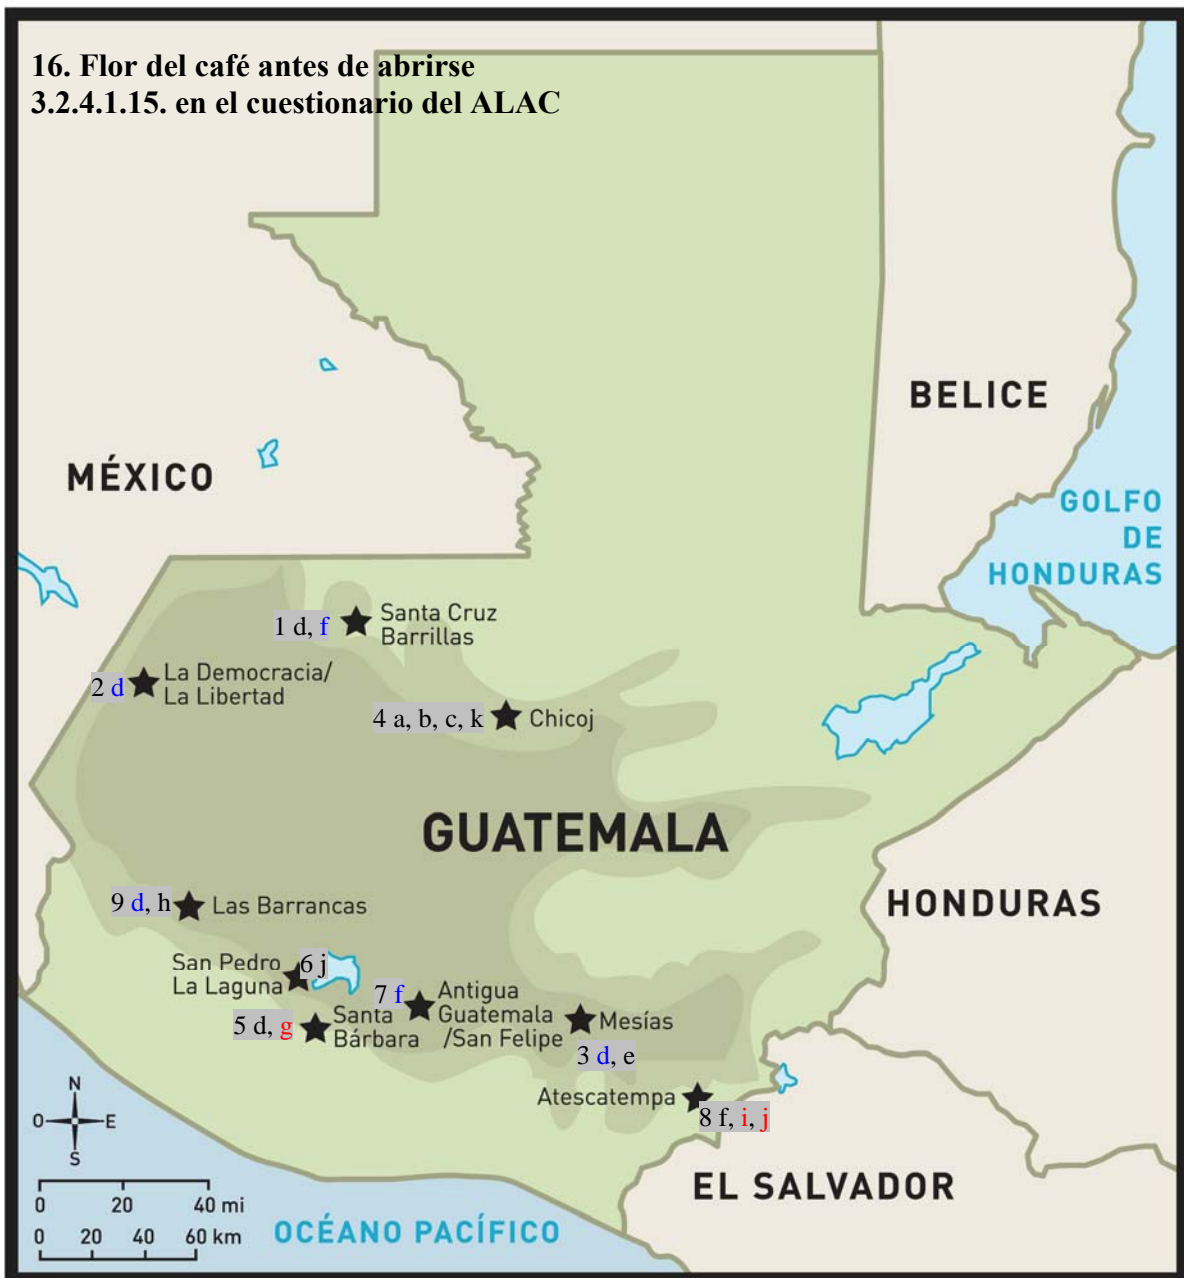 16. Flor del café antes de abrirse
3.2.4.1.15. en el cuestionario del ALAC
BELICE
MÉXICO
GOLFO
DE
HONDURAS
1 d, f
Santa Cruz
Barrillas
2 d
La Democracia/
La Libertad
4 a, b, c, k
Chicoj
GUATEMALA
HONDURAS
9 d, h
Las Barrancas
San Pedro
La Laguna
6 j
7 f
Antigua
Guatemala
/San Felipe
5 d, g
Santa
Bárbara
Mesías
3 d, e
Atescatempa
8 f, i, j
N
O
E
S
EL SALVADOR
0 20 40 mi
0 20 40 60 km
OCÉANO PACÍFICO